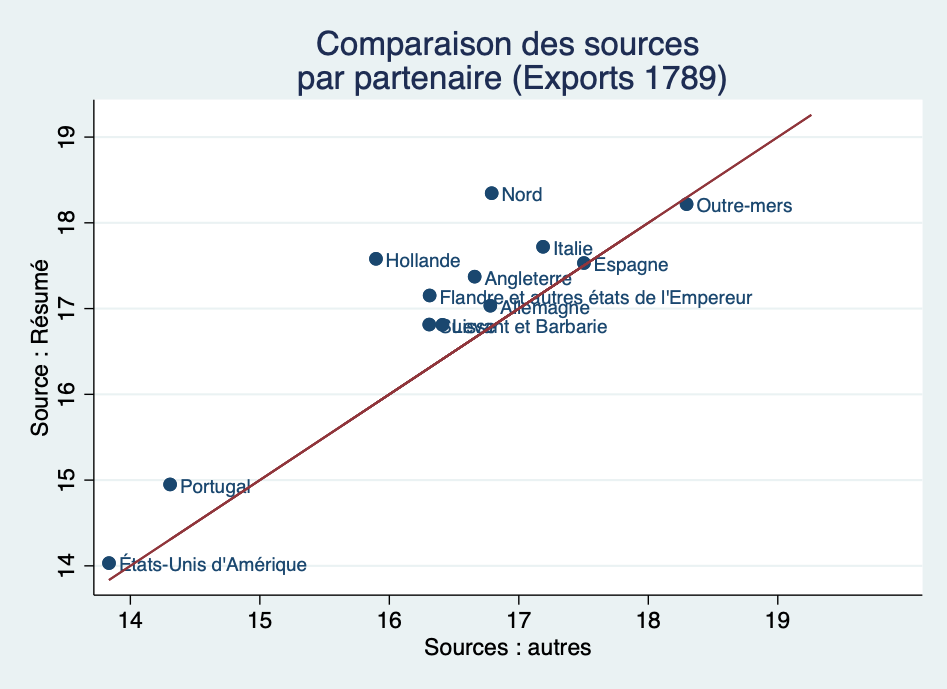 Comparaison des sources
par partenaire (Exports 1789)
Source : Résumé
19
18
17
16
15
14
Nord
Outre-mers
Italie
Hollande
Espagne
Angleterre
Flandre et autres états de l'Empereur
Allemagne
Suisse
Levant et Barbarie
Portugal
États-Unis d'Amérique
14 15 16 17 18 19
Sources : autres